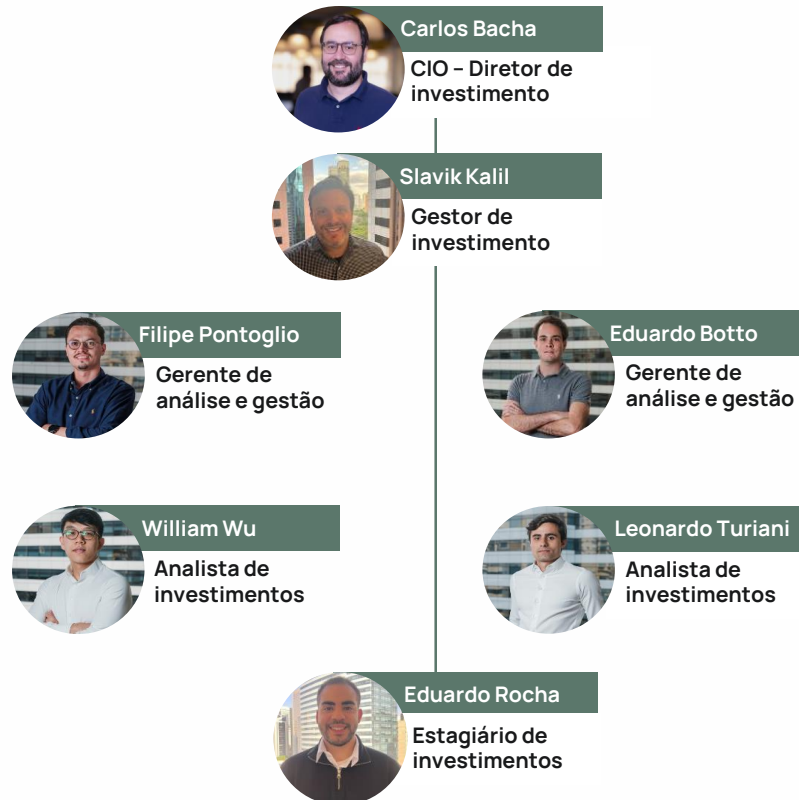 Carlos Bacha
CIO – Diretor de
investimento
Slavik Kalil
Gestor de
investimento
Filipe Pontoglio
Gerente de
análise e gestão
Eduardo Botto
Gerente de
análise e gestão
William Wu
Analista de
investimentos
Leonardo Turiani
Analista de
investimentos
Eduardo Rocha
Estagiário de
investimentos